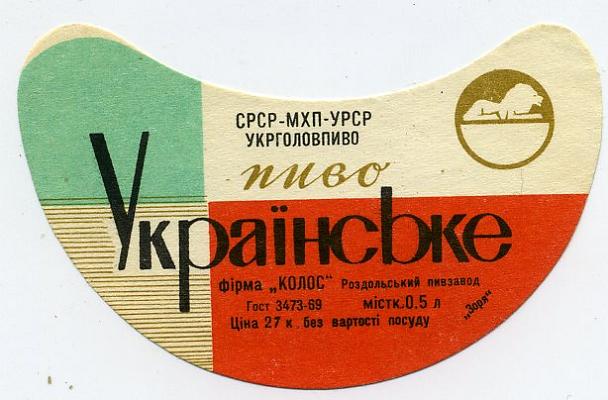 СРСР-МХП-УРСР
УКРГОЛОВПИВО
пиво
Українське
фірма „КОЛОС“ Роздольський пивзавод
Гост 3473-69 містк.0,5 л
Ціна 27 к. без вартості посуду
„Зоря“